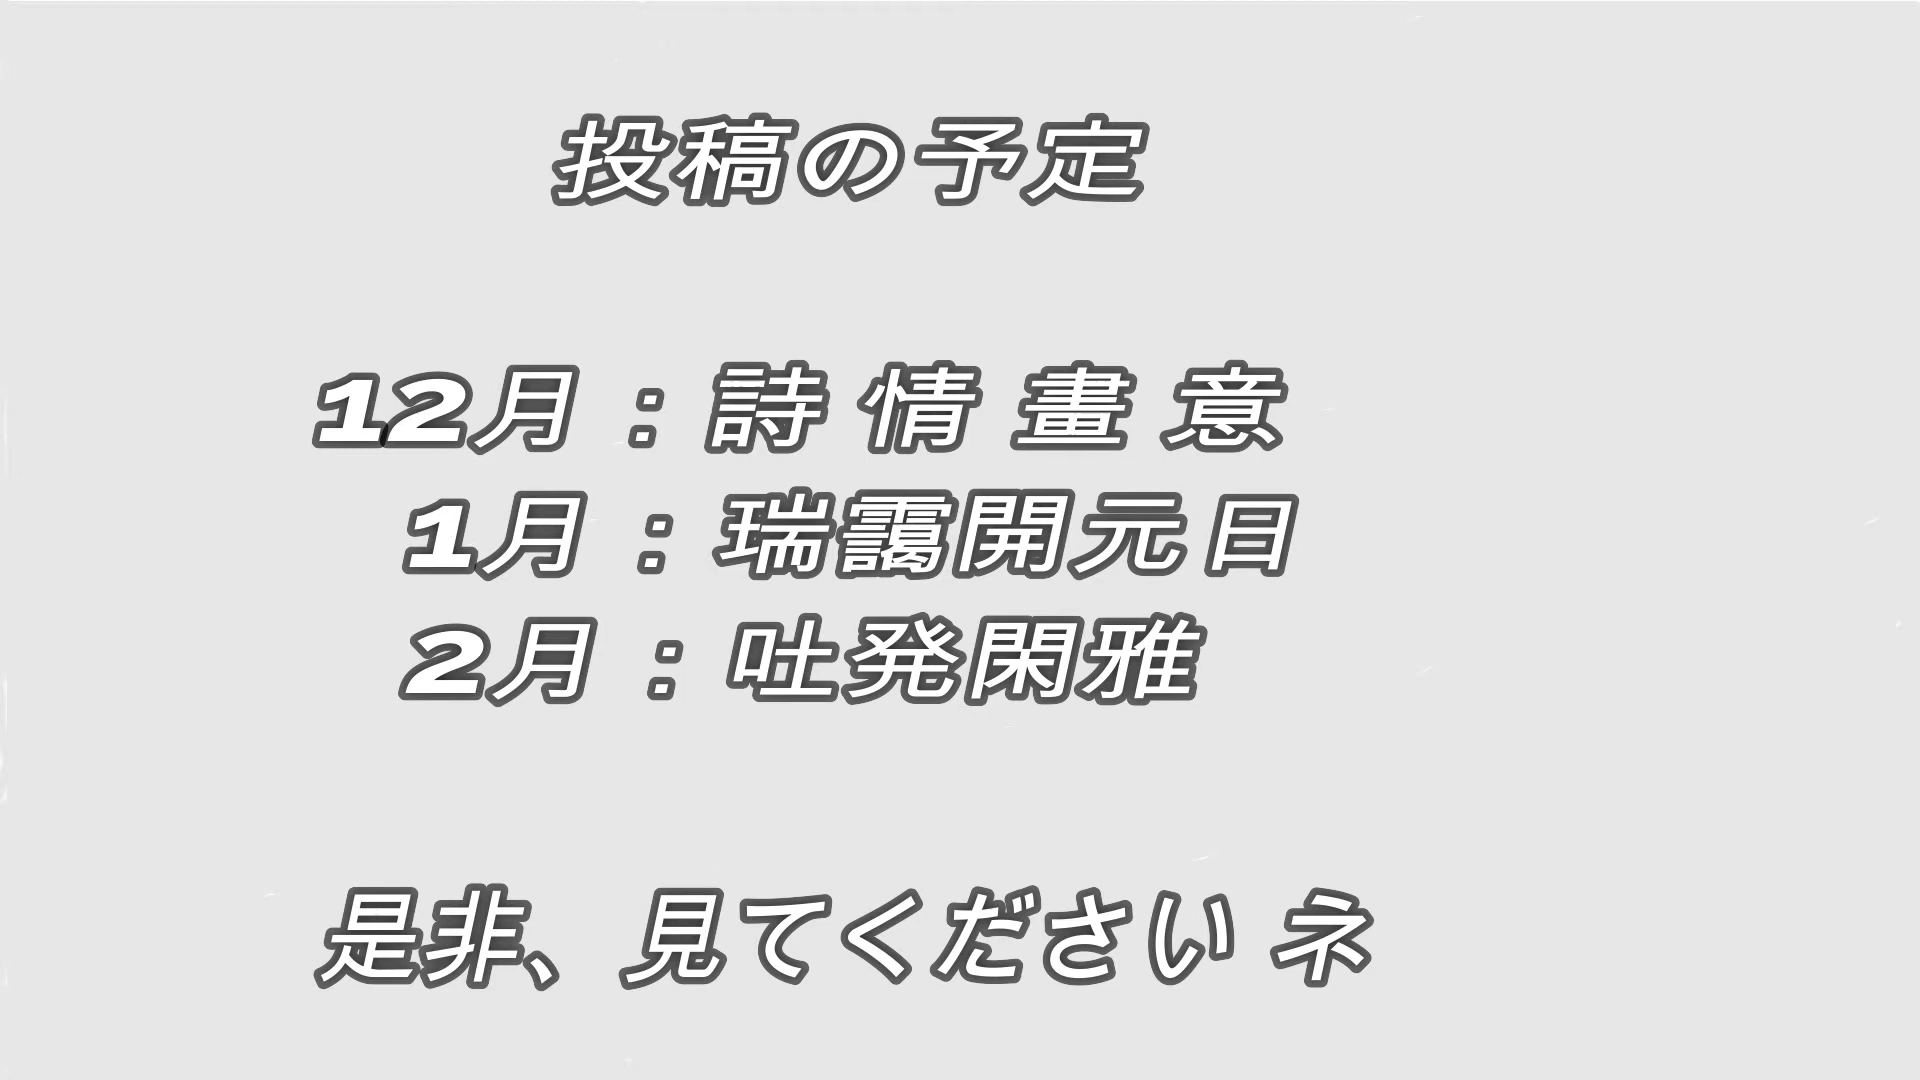 投稿の予定
12月：詩 情 畫 意
1月：瑞靄開元日
2月：吐発閑雅
是非、見てください ネ